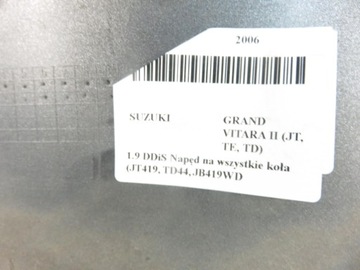 2006
SUZUKI GRAND
VITARA II (JT,
TE, TD)
1.9 DDiS Napęd na wszystkie koła
(JT419, TD44, JB419WD